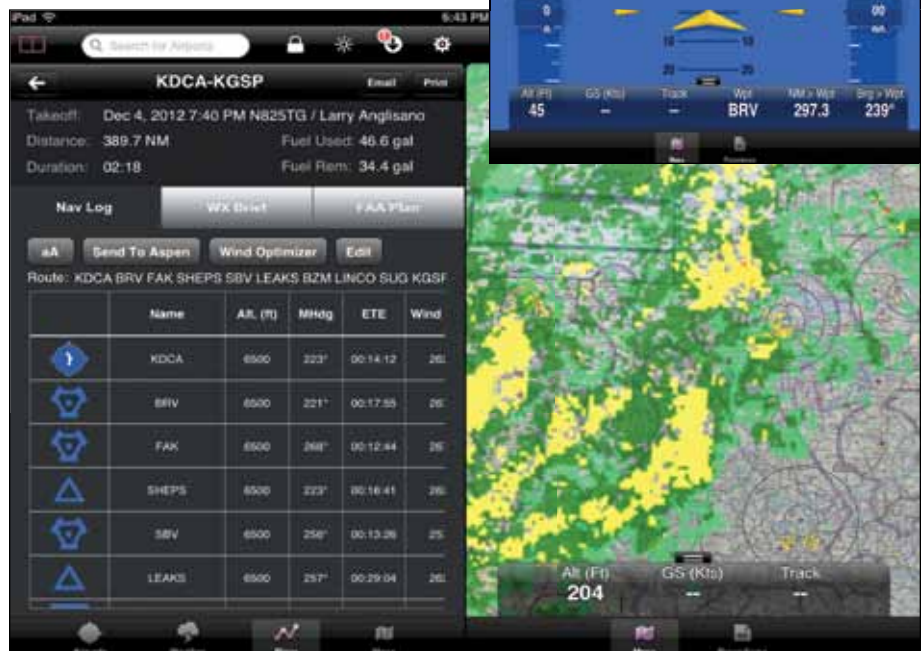 iPad 6:43 PM
Search for Airports
KDCA-KGSP Email Print
Takeoff: Dec 4, 2012 7:40 PM N825TG / Larry Anglisano
Distance: 389.7 NM Fuel Used: 46.6 gal
Duration: 02:18 Fuel Rem: 34.4 gal
Nav Log WX Brief FAA Plan
aA Send To Aspen Wind Optimizer Edit
Route: KDCA BRV FAK SHEPS SBV LEAKS BZM LINCO SUG KGSP
Name Alt. (ft) MHdg ETE Wind
KDCA 6500 223° 00:14:12
BRV 6500 221° 00:17:55
FAK 6500 268° 00:12:44
SHEPS 6500 223° 00:16:41
SBV 6500 256° 00:13:26
LEAKS 6500 257° 00:29:04
10 10
20 20
Alt (Ft) GS (Kts) Track Wpt NM > Wpt Brg > Wpt
45 -- -- BRV 297.3 239°
Alt (Ft) GS (Kts) Track
204 -- --